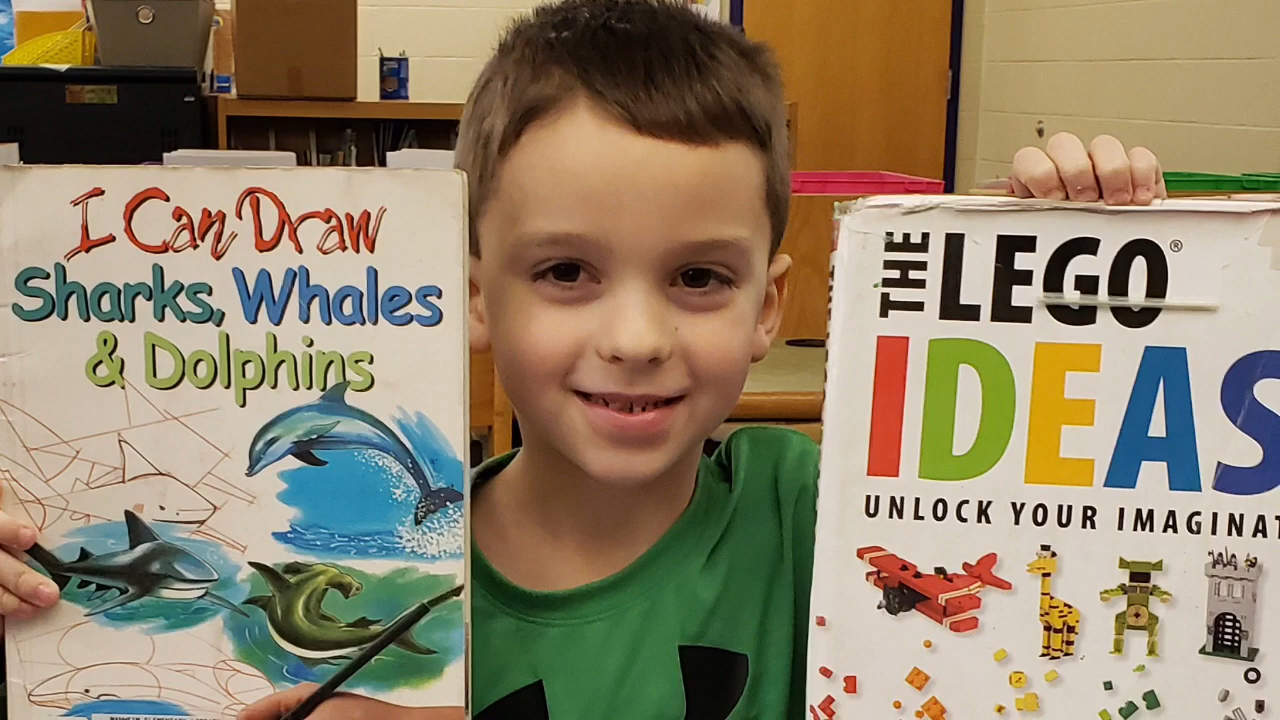 I Can Draw
Sharks, Whales
& Dolphins
THE LEGO®
IDEAS
UNLOCK YOUR IMAGINAT